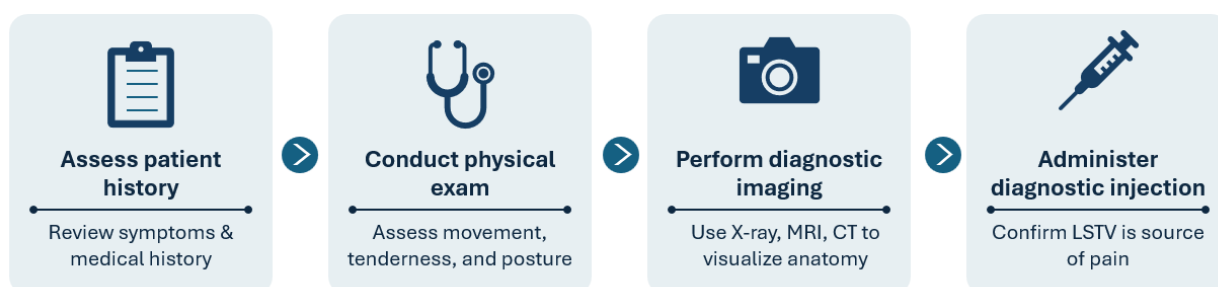 Assess patient
history
Review symptoms &
medical history
Conduct physical
exam
Assess movement,
tenderness, and posture
Perform diagnostic
imaging
Use X-ray, MRI, CT to
visualize anatomy
Administer
diagnostic injection
Confirm LSTV is source
of pain